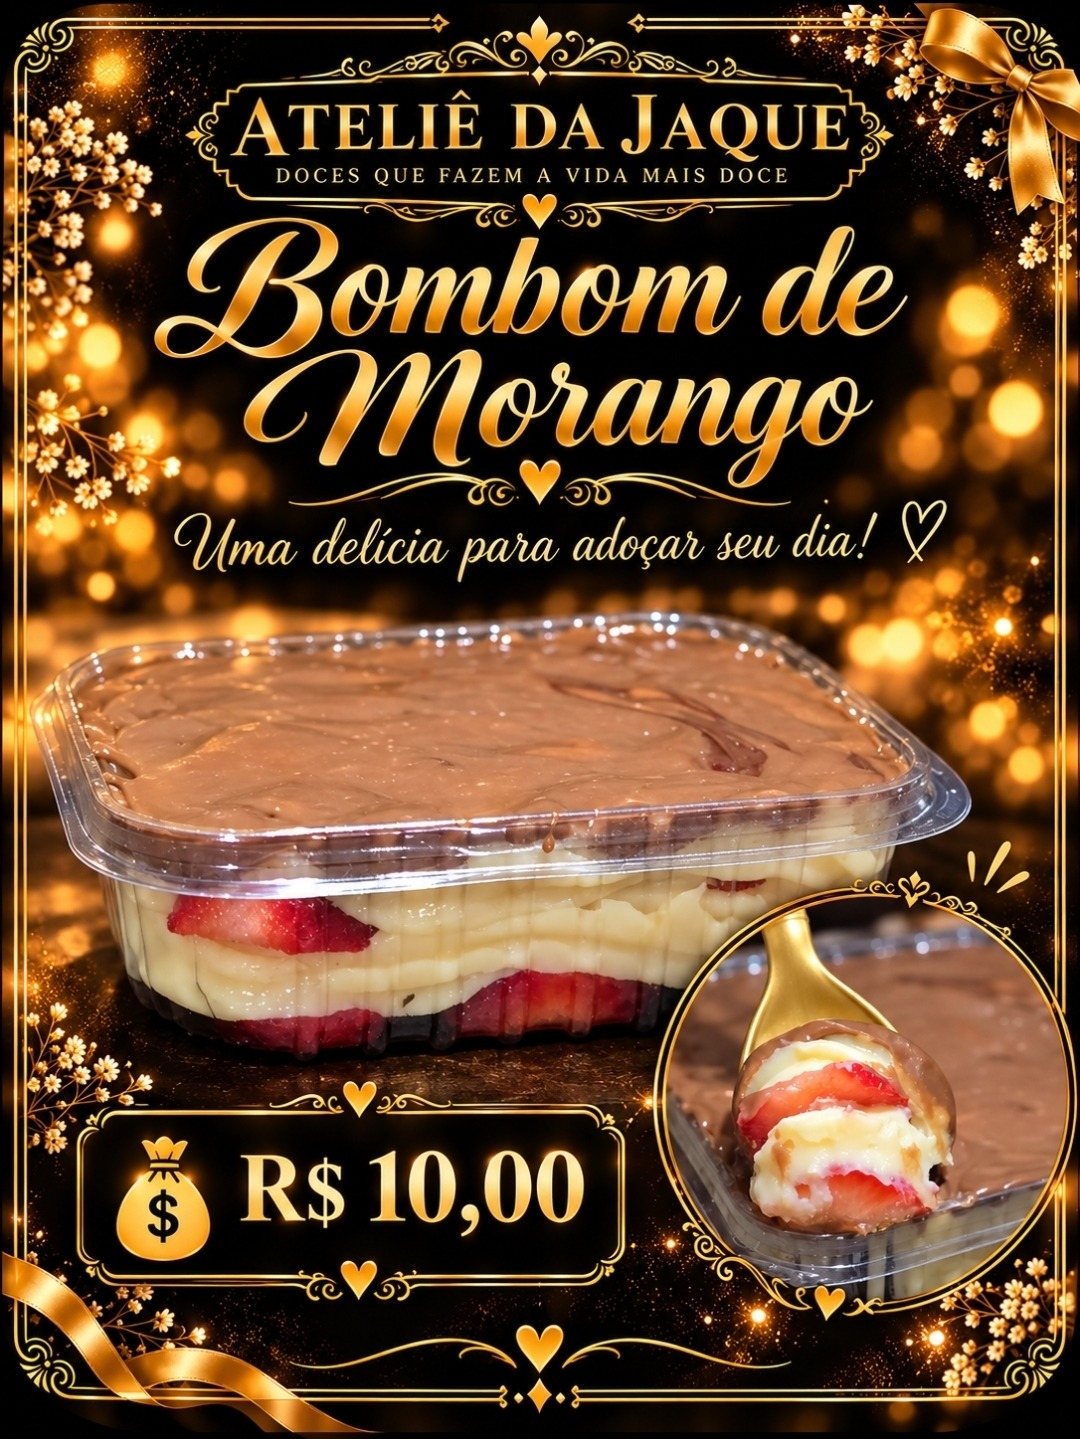 ATELIÊ DA JAQUE
DOCES QUE FAZEM A VIDA MAIS DOCE
Bombom de
Morango
Uma delícia para adoçar seu dia!
$
R$ 10,00